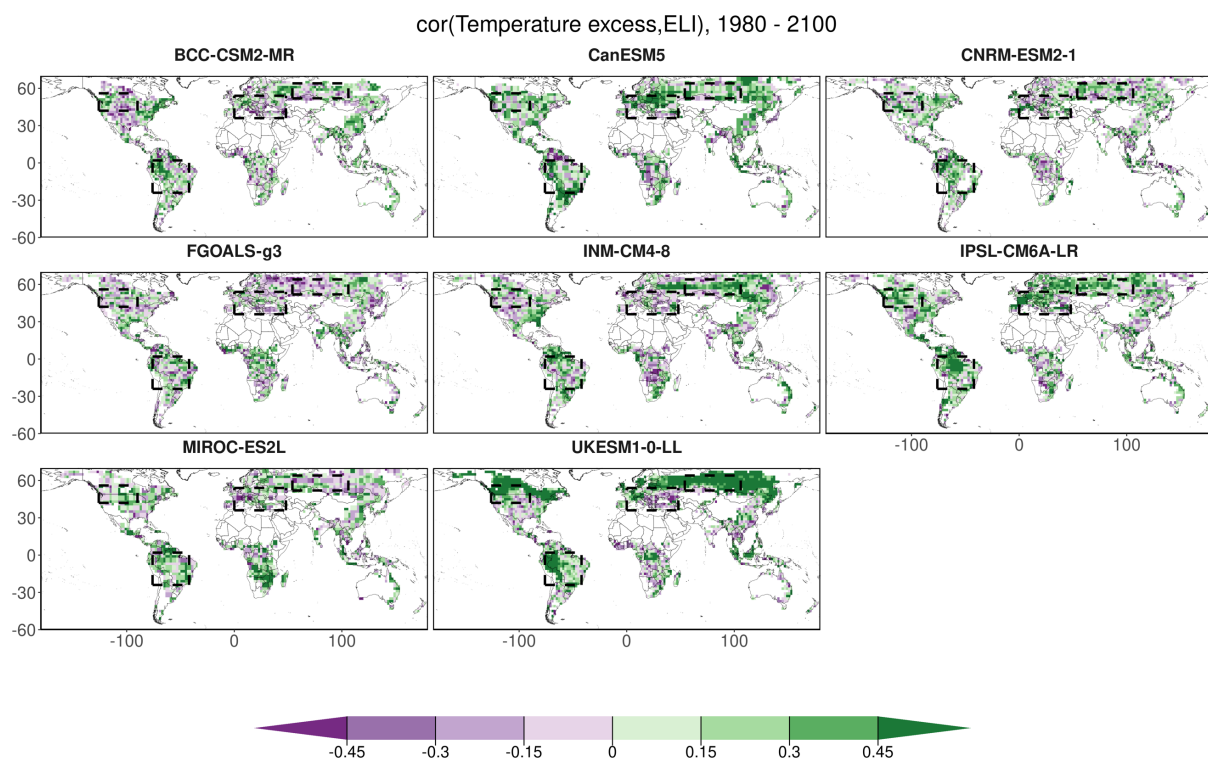 cor(Temperature excess,ELI), 1980 - 2100
BCC-CSM2-MR CanESM5 CNRM-ESM2-1
60
30
0
-30
-60
FGOALS-g3 INM-CM4-8 IPSL-CM6A-LR
60
30
0
-30
-60
-100 0 100
MIROC-ES2L UKESM1-0-LL
60
30
0
-30
-60
-100 0 100 -100 0 100
-0.45 -0.3 -0.15 0 0.15 0.3 0.45